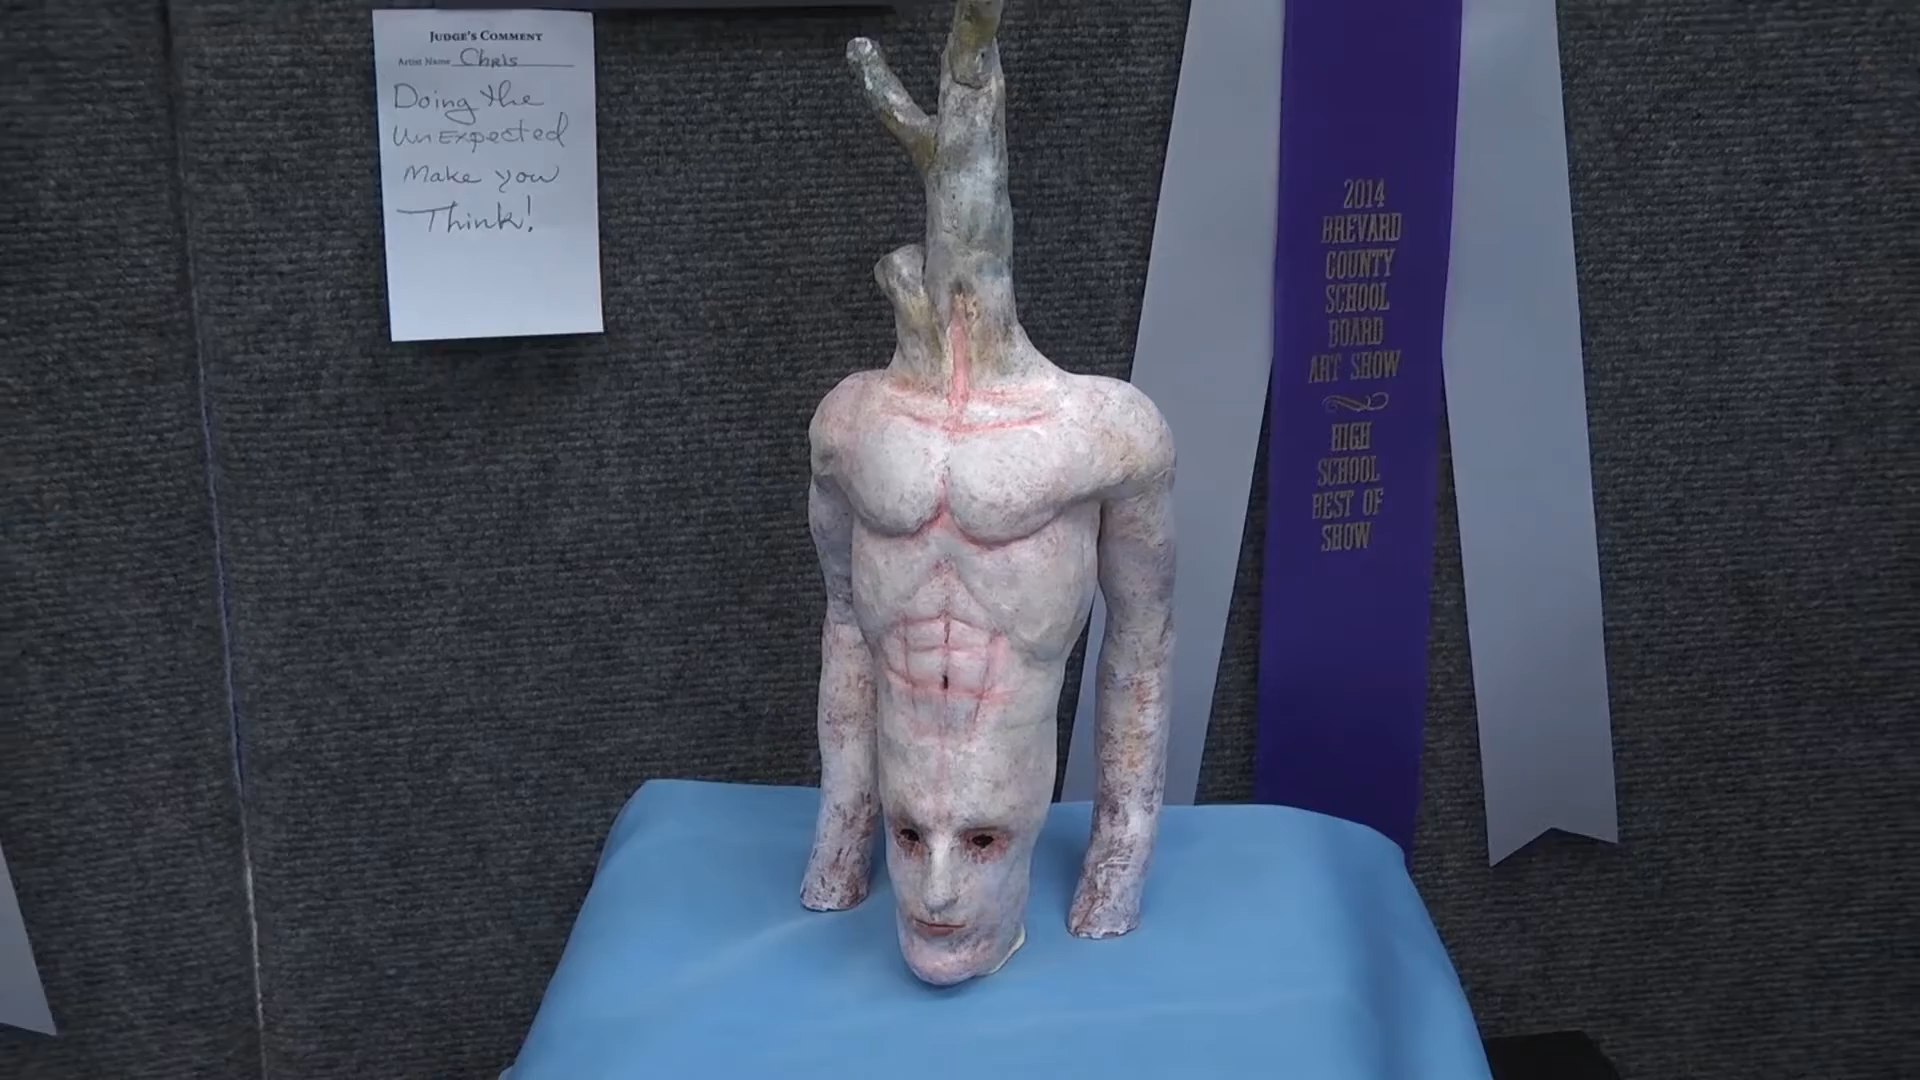 JUDGE'S COMMENT
Artist Name Chris
Doing the
UnExpected
Make you
Think!
2014
BREVARD
COUNTY
SCHOOL
BOARD
ART SHOW
HIGH
SCHOOL
BEST OF
SHOW